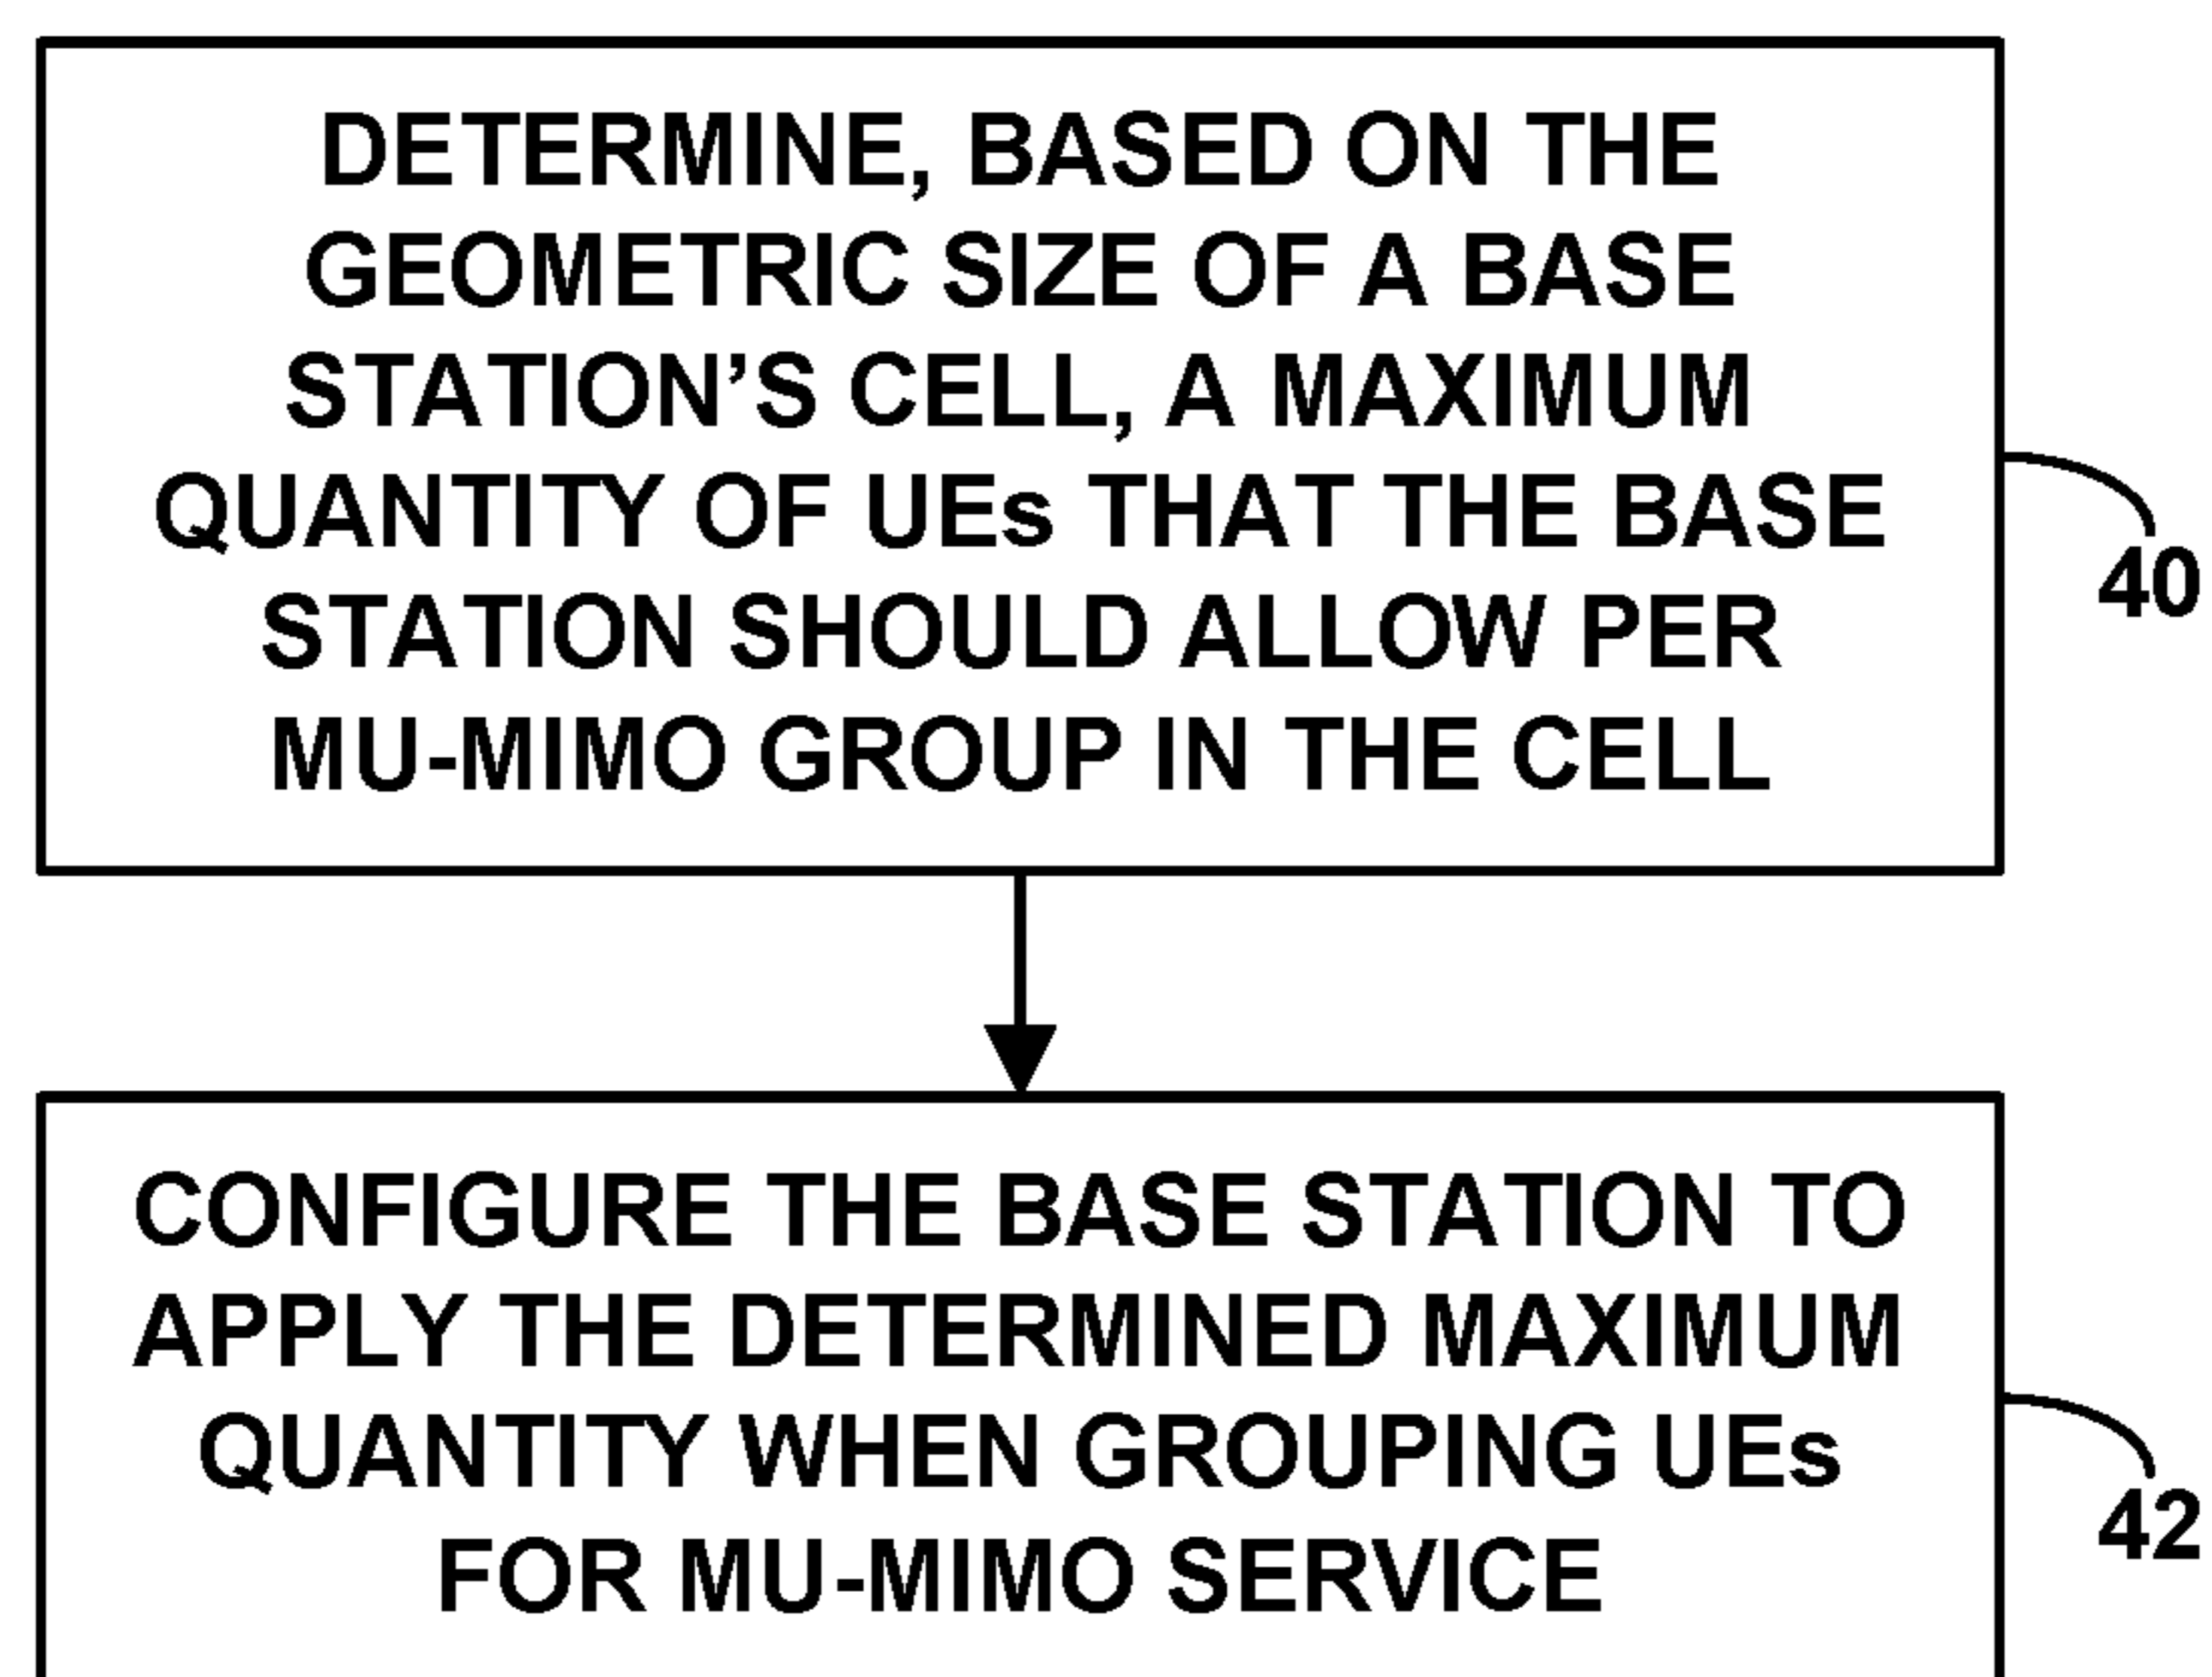 DETERMINE, BASED ON THE
GEOMETRIC SIZE OF A BASE
STATION’S CELL, A MAXIMUM
QUANTITY OF UEs THAT THE BASE
STATION SHOULD ALLOW PER
MU-MIMO GROUP IN THE CELL
40
CONFIGURE THE BASE STATION TO
APPLY THE DETERMINED MAXIMUM
QUANTITY WHEN GROUPING UEs
FOR MU-MIMO SERVICE
42